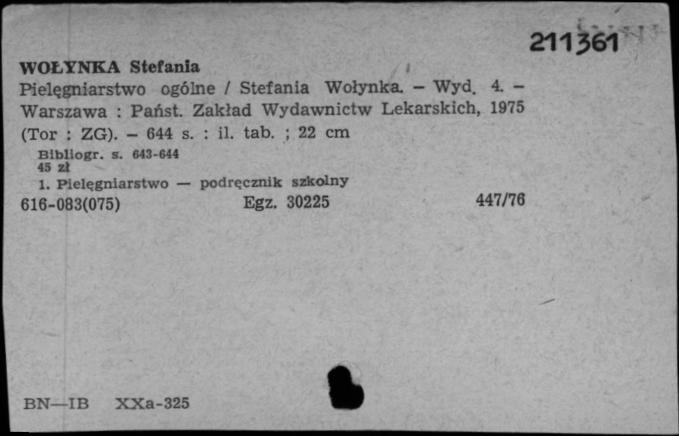 211361
WOŁYNKA Stefania
Pielęgniarstwo ogólne / Stefania Wołynka. — Wyd. 4. —
Warszawa : Państ. Zakład Wydawnictw Lekarskich, 1975
(Tor : ZG). — 644 s. : il. tab. ; 22 cm
Bibliogr. s. 643-644
45 zł
1. Pielęgniarstwo — podręcznik szkolny
616-083(075) Egz. 30225 447/76
BN—IB XXa-325